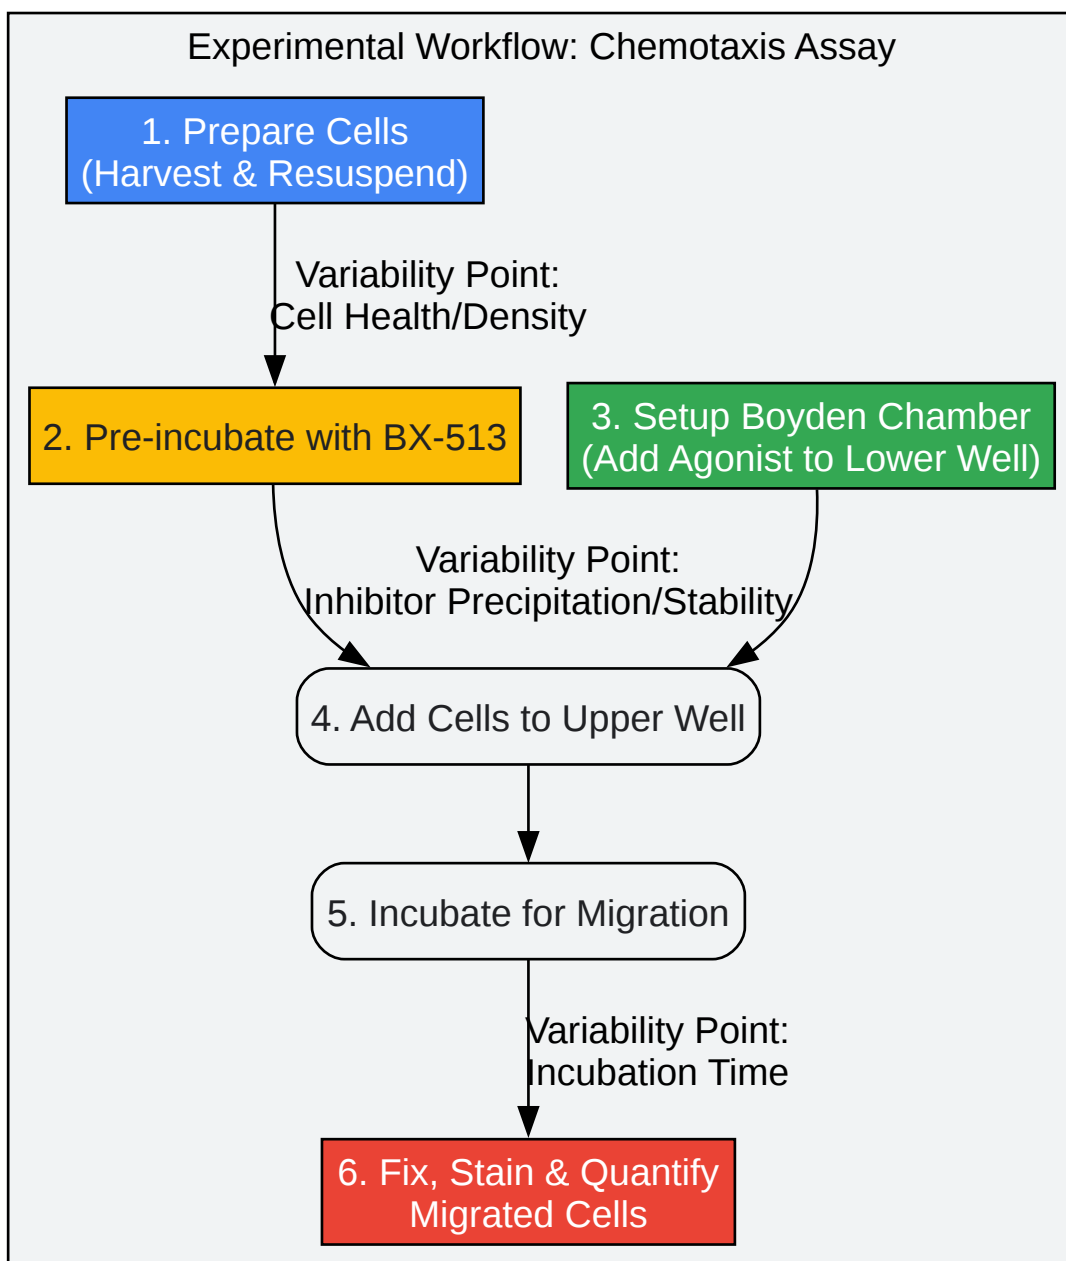 Experimental Workflow: Chemotaxis Assay
1. Prepare Cells
(Harvest & Resuspend)
Variability Point:
Cell Health/Density
2. Pre-incubate with BX-513
3. Setup Boyden Chamber
(Add Agonist to Lower Well)
Variability Point:
Inhibitor Precipitation/Stability
4. Add Cells to Upper Well
5. Incubate for Migration
Variability Point:
Incubation Time
6. Fix, Stain & Quantify
Migrated Cells